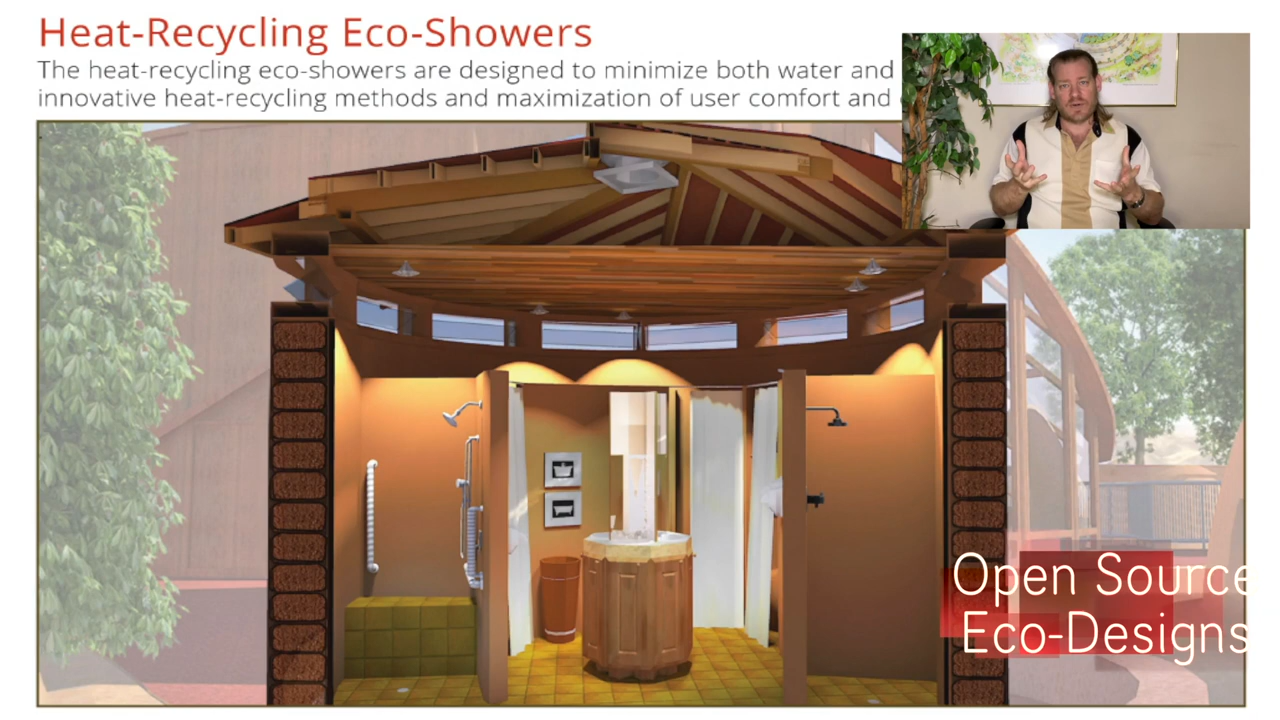 Heat-Recycling Eco-Showers
The heat-recycling eco-showers are designed to minimize both water and
innovative heat-recycling methods and maximization of user comfort and
Open Source
Eco-Designs